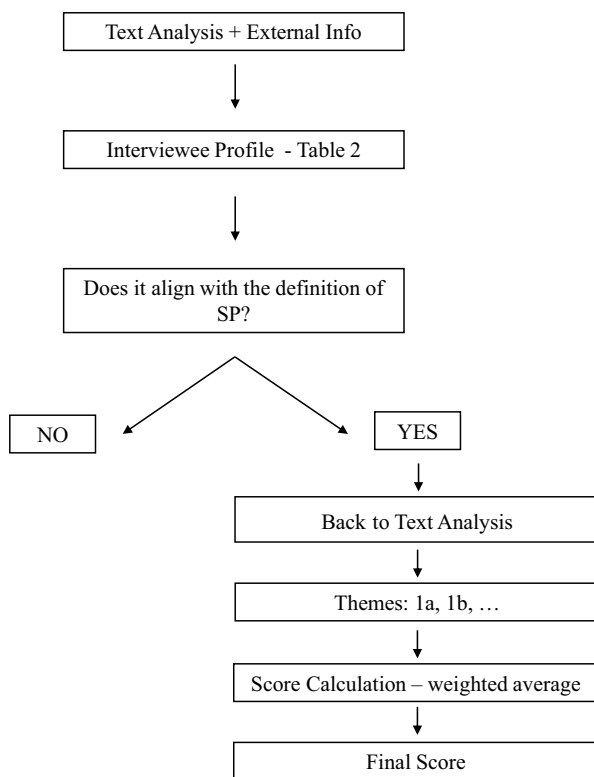 Text Analysis + External Info
Interviewee Profile - Table 2
Does it align with the definition of
SP?
NO
YES
Back to Text Analysis
Themes: 1a, 1b, …
Score Calculation – weighted average
Final Score